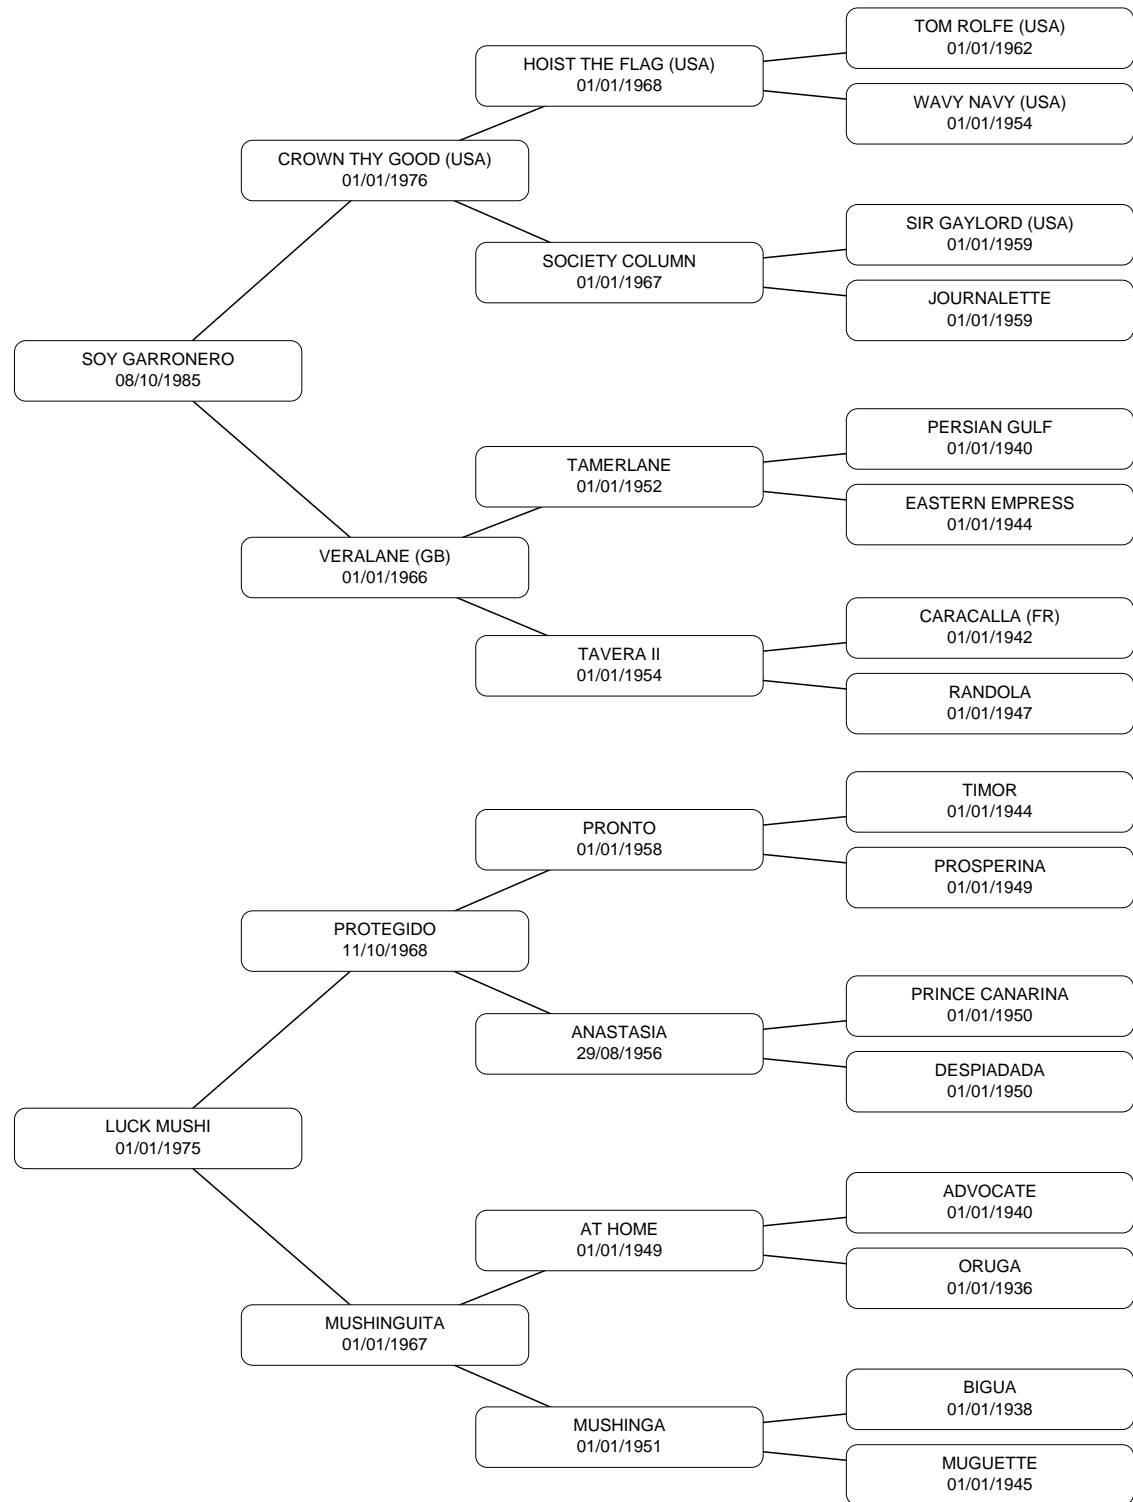 TOM ROLFE (USA)
01/01/1962
HOIST THE FLAG (USA)
01/01/1968
WAVY NAVY (USA)
01/01/1954
CROWN THY GOOD (USA)
01/01/1976
SIR GAYLORD (USA)
01/01/1959
SOCIETY COLUMN
01/01/1967
JOURNALETTE
01/01/1959
SOY GARRONERO
08/10/1985
PERSIAN GULF
01/01/1940
TAMERLANE
01/01/1952
EASTERN EMPRESS
01/01/1944
VERALANE (GB)
01/01/1966
CARACALLA (FR)
01/01/1942
TAVERA II
01/01/1954
RANDOLA
01/01/1947
TIMOR
01/01/1944
PRONTO
01/01/1958
PROSPERINA
01/01/1949
PROTEGIDO
11/10/1968
PRINCE CANARINA
01/01/1950
ANASTASIA
29/08/1956
DESPIADADA
01/01/1950
LUCK MUSHI
01/01/1975
ADVOCATE
01/01/1940
AT HOME
01/01/1949
ORUGA
01/01/1936
MUSHINGUITA
01/01/1967
BIGUA
01/01/1938
MUSHINGA
01/01/1951
MUGUETTE
01/01/1945